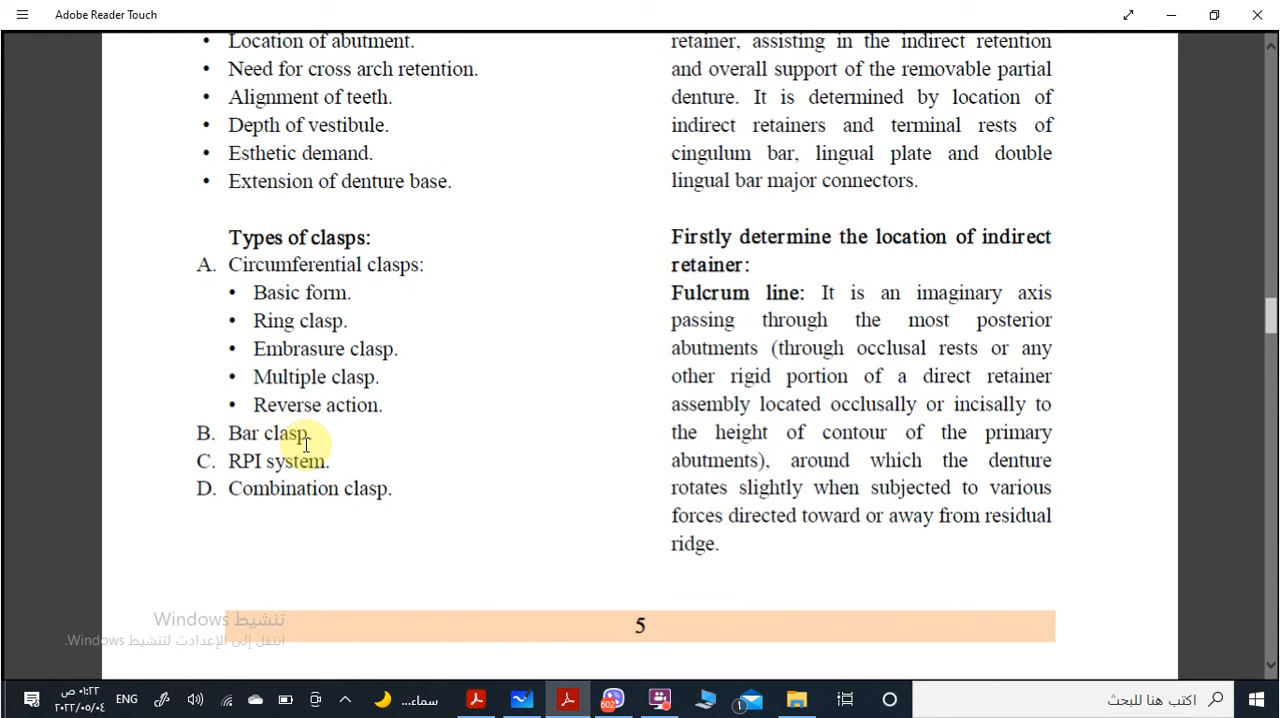 Adobe Reader Touch
• Location of abutment.
• Need for cross arch retention.
• Alignment of teeth.
• Depth of vestibule.
• Esthetic demand.
• Extension of denture base.
Types of clasps:
A. Circumferential clasps:
• Basic form.
• Ring clasp.
• Embrasure clasp.
• Multiple clasp.
• Reverse action.
B. Bar clasp.
C. RPI system.
D. Combination clasp.
retainer, assisting in the indirect retention
and overall support of the removable partial
denture. It is determined by location of
indirect retainers and terminal rests of
cingulum bar, lingual plate and double
lingual bar major connectors.
Firstly determine the location of indirect
retainer:
Fulcrum line: It is an imaginary axis
passing through the most posterior
abutments (through occlusal rests or any
other rigid portion of a direct retainer
assembly located occlusally or incisally to
the height of contour of the primary
abutments), around which the denture
rotates slightly when subjected to various
forces directed toward or away from residual
ridge.
5
تنشيط Windows
انتقل إلى الإعدادات لتنشيط Windows.
٠١:٢٢ ص
٢٠٢٢/٠٥/٠٤
ENG
سماء...
602
١
اكتب هنا للبحث